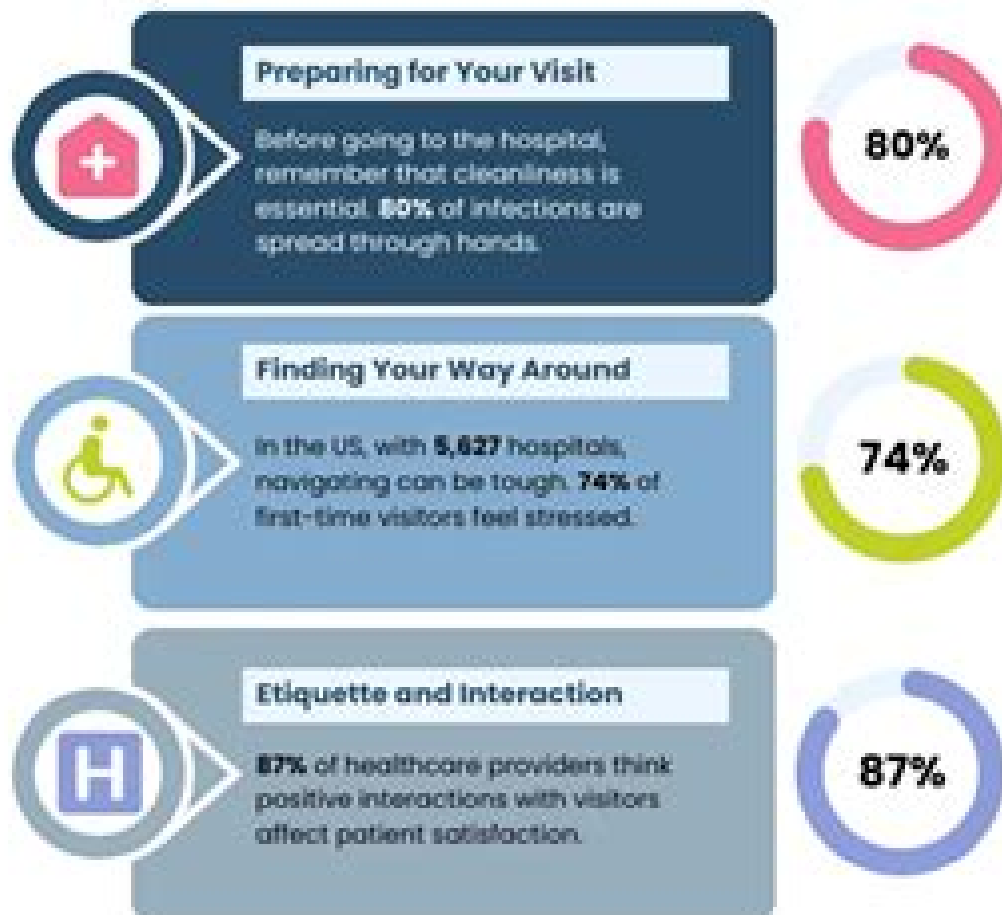 Preparing for Your Visit
Before going to the hospital,
remember that cleanliness is
essential. 80% of infections are
spread through hands.
80%
Finding Your Way Around
In the US, with 5,627 hospitals,
navigating can be tough. 74% of
first-time visitors feel stressed.
74%
H
Etiquette and Interaction
87% of healthcare providers think
positive interactions with visitors
affect patient satisfaction.
87%